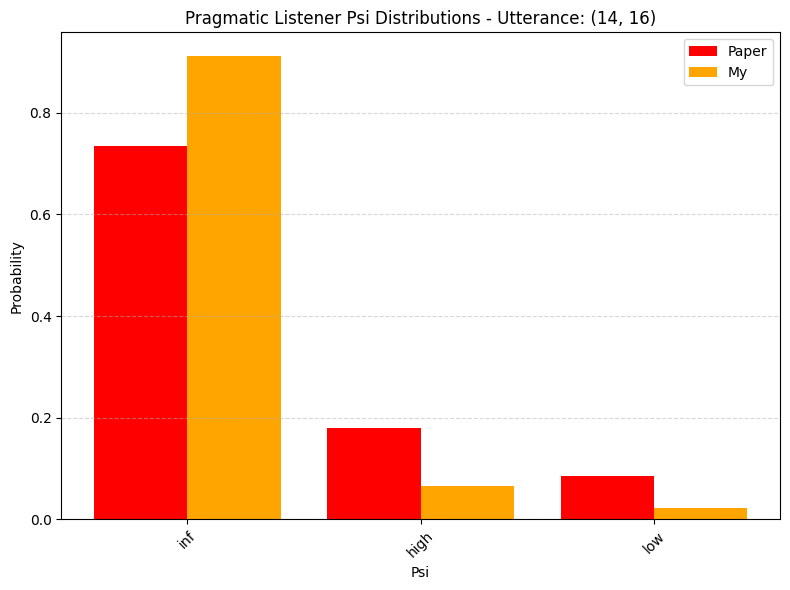 Pragmatic Listener Psi Distributions - Utterance: (14, 16)
Paper
My
0.8
0.6
0.4
0.2
0.0
Probability
inf
high
low
Psi